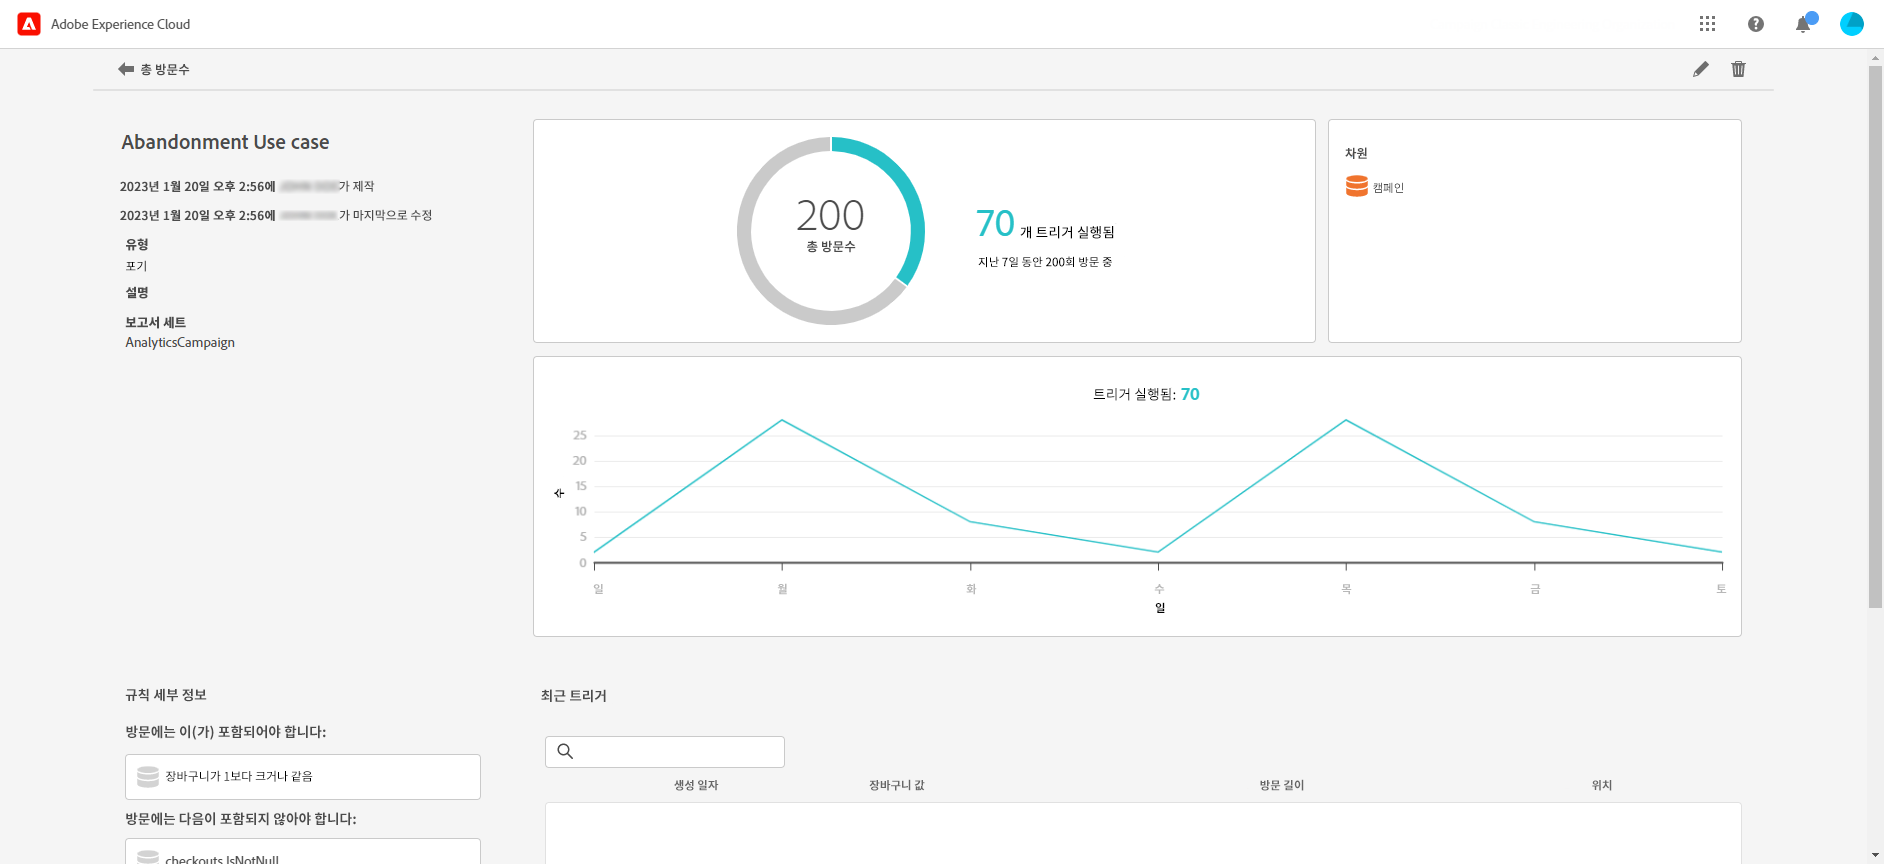 Adobe Experience Cloud
총 방문수
Abandonment Use case
2023년 1월 20일 오후 2:56에 가 제작
2023년 1월 20일 오후 2:56에 가 마지막으로 수정
유형
포기
설명
보고서 세트
AnalyticsCampaign
200
총 방문수
70 개 트리거 실행됨
지난 7일 동안 200회 방문 중
차원
캠페인
트리거 실행됨: 70
25
20
15
10
5
0
수
일 월 화 수 목 금 토
일
규칙 세부 정보
방문에는 이(가) 포함되어야 합니다:
장바구니가 1보다 크거나 같음
방문에는 다음이 포함되지 않아야 합니다:
checkouts IsNotNull
최근 트리거
생성 일자 장바구니 값 방문 길이 위치